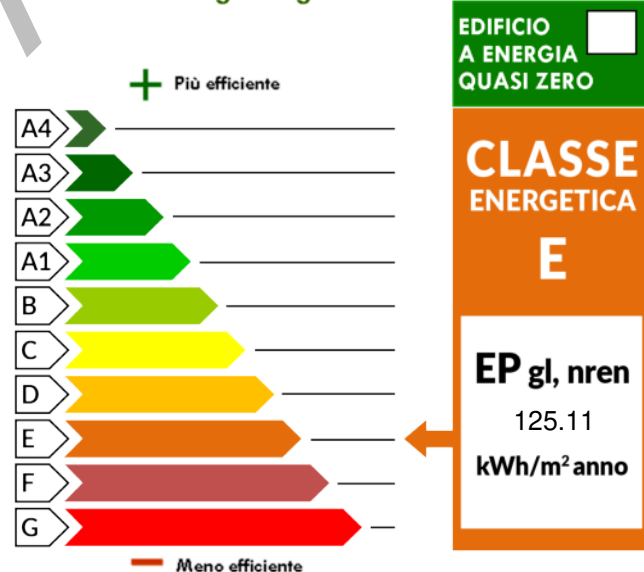 EDIFICIO
A ENERGIA
QUASI ZERO
Più efficiente
A4
A3
A2
A1
B
C
D
E
F
G
Meno efficiente
CLASSE
ENERGETICA
E
EP gl, nren
125.11
kWh/m² anno